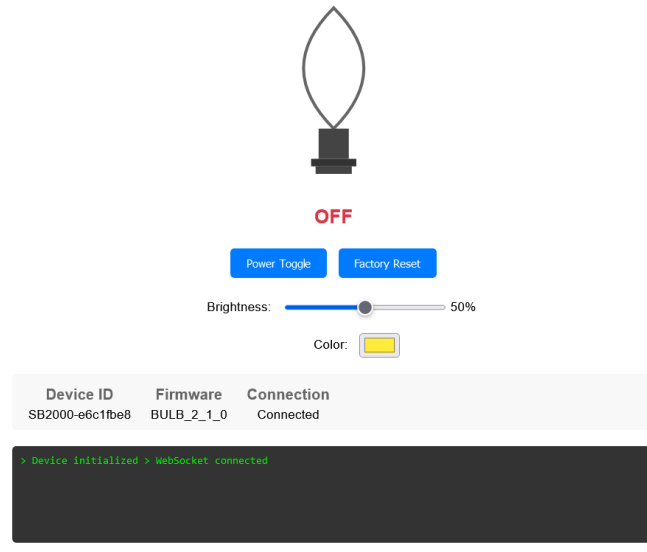 OFF
Power Toggle Factory Reset
Brightness: 50%
Color:
Device ID Firmware Connection
SB2000-e6c1fbe8 BULB_2_1_0 Connected
> Device initialized > WebSocket connected